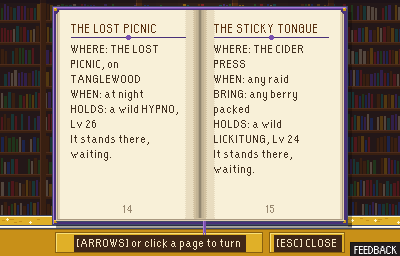 THE LOST PICNIC
WHERE: THE LOST
PICNIC, on
TANGLEWOOD
WHEN: at night
HOLDS: a wild HYPNO,
Lv 26
It stands there,
waiting.
14
THE STICKY TONGUE
WHERE: THE CIDER
PRESS
WHEN: any raid
BRING: any berry
packed
HOLDS: a wild
LICKITUNG, Lv 24
It stands there,
waiting.
15
[ARROWS] or click a page to turn
[ESC] CLOSE
FEEDBACK